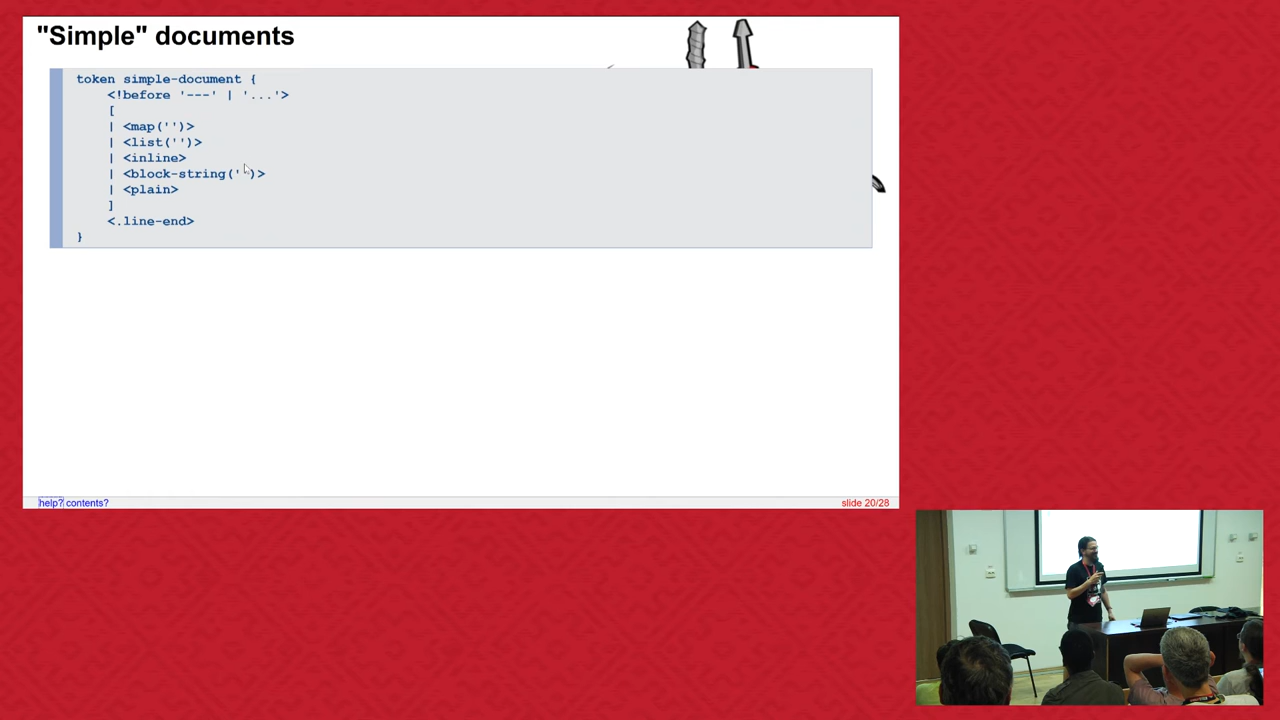 "Simple" documents
token simple-document {
    <!before '---' | '...'>
    [
    | <map('')>
    | <list('')>
    | <inline>
    | <block-string('')>
    | <plain>
    ]
    <.line-end>
}
help? contents?
slide 20/28